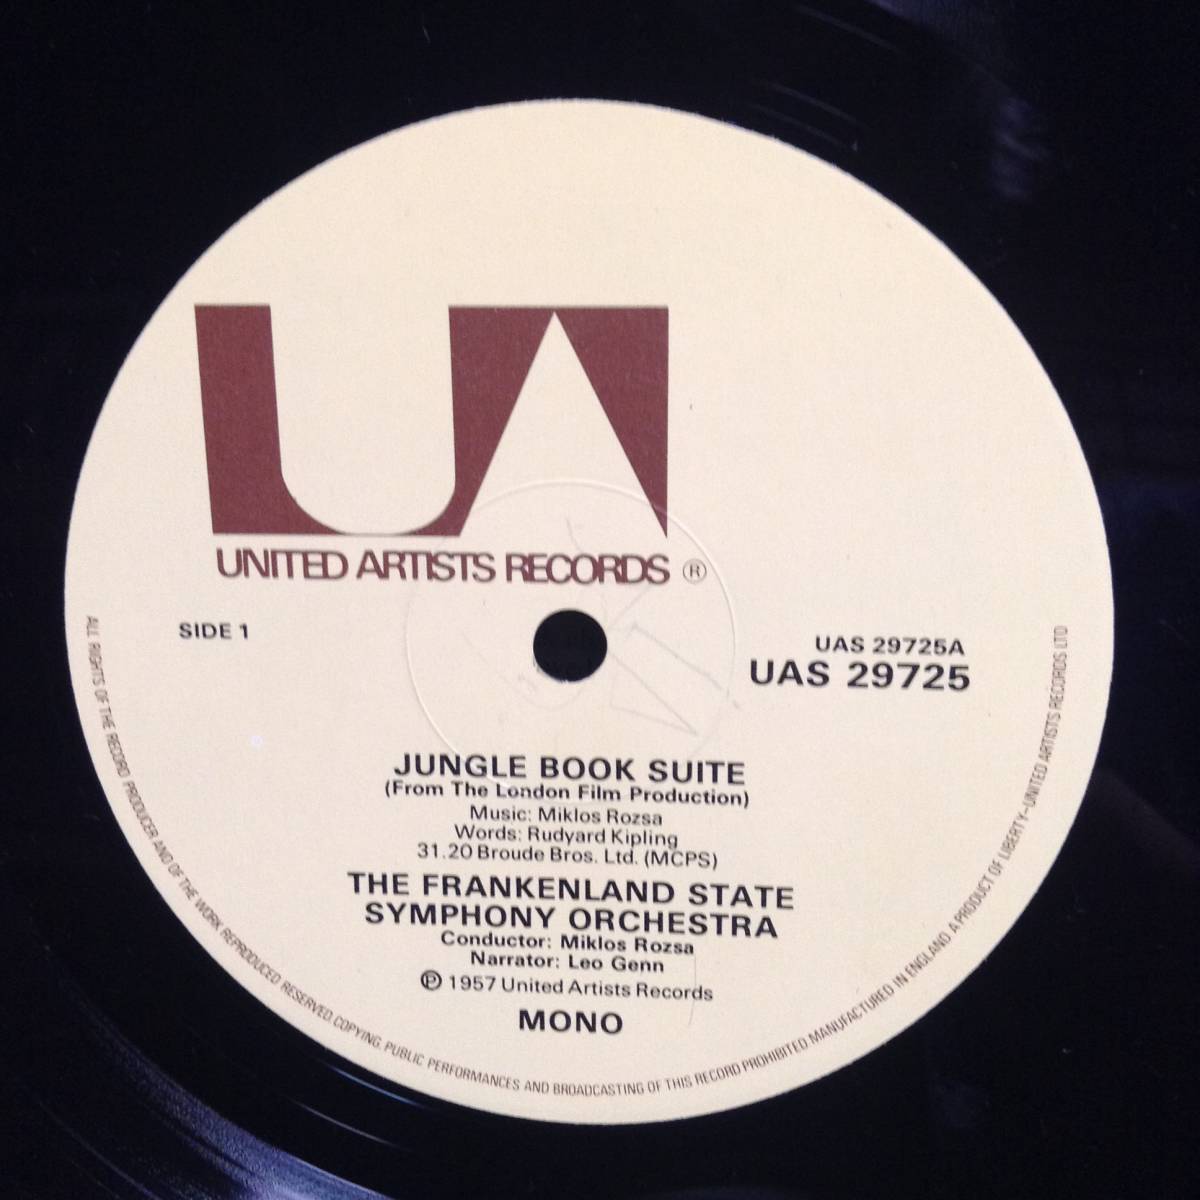 UA
UNITED ARTISTS RECORDS ®
SIDE 1
UAS 29725A
UAS 29725
JUNGLE BOOK SUITE
(From The London Film Production)
Music: Miklos Rozsa
Words: Rudyard Kipling
31.20 Broude Bros. Ltd. (MCPS)
THE FRANKENLAND STATE
SYMPHONY ORCHESTRA
Conductor: Miklos Rozsa
Narrator: Leo Genn
℗ 1957 United Artists Records
MONO
ALL RIGHTS OF THE RECORD PRODUCER AND OF THE WORK REPRODUCED RESERVED. COPYING, PUBLIC PERFORMANCES AND BROADCASTING OF THIS RECORD PROHIBITED. MANUFACTURED IN ENGLAND. A PRODUCT OF LIBERTY-UNITED ARTISTS RECORDS LTD